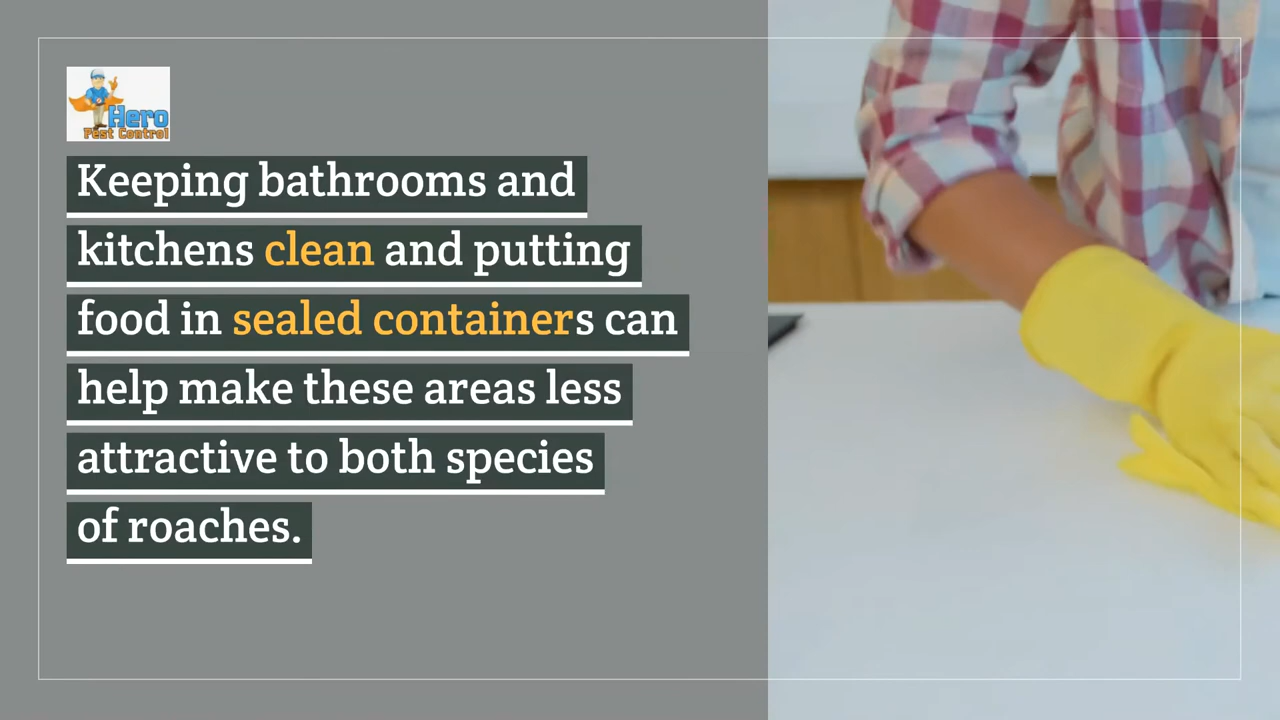 Hero
Pest Control
Keeping bathrooms and
kitchens clean and putting
food in sealed containers can
help make these areas less
attractive to both species
of roaches.